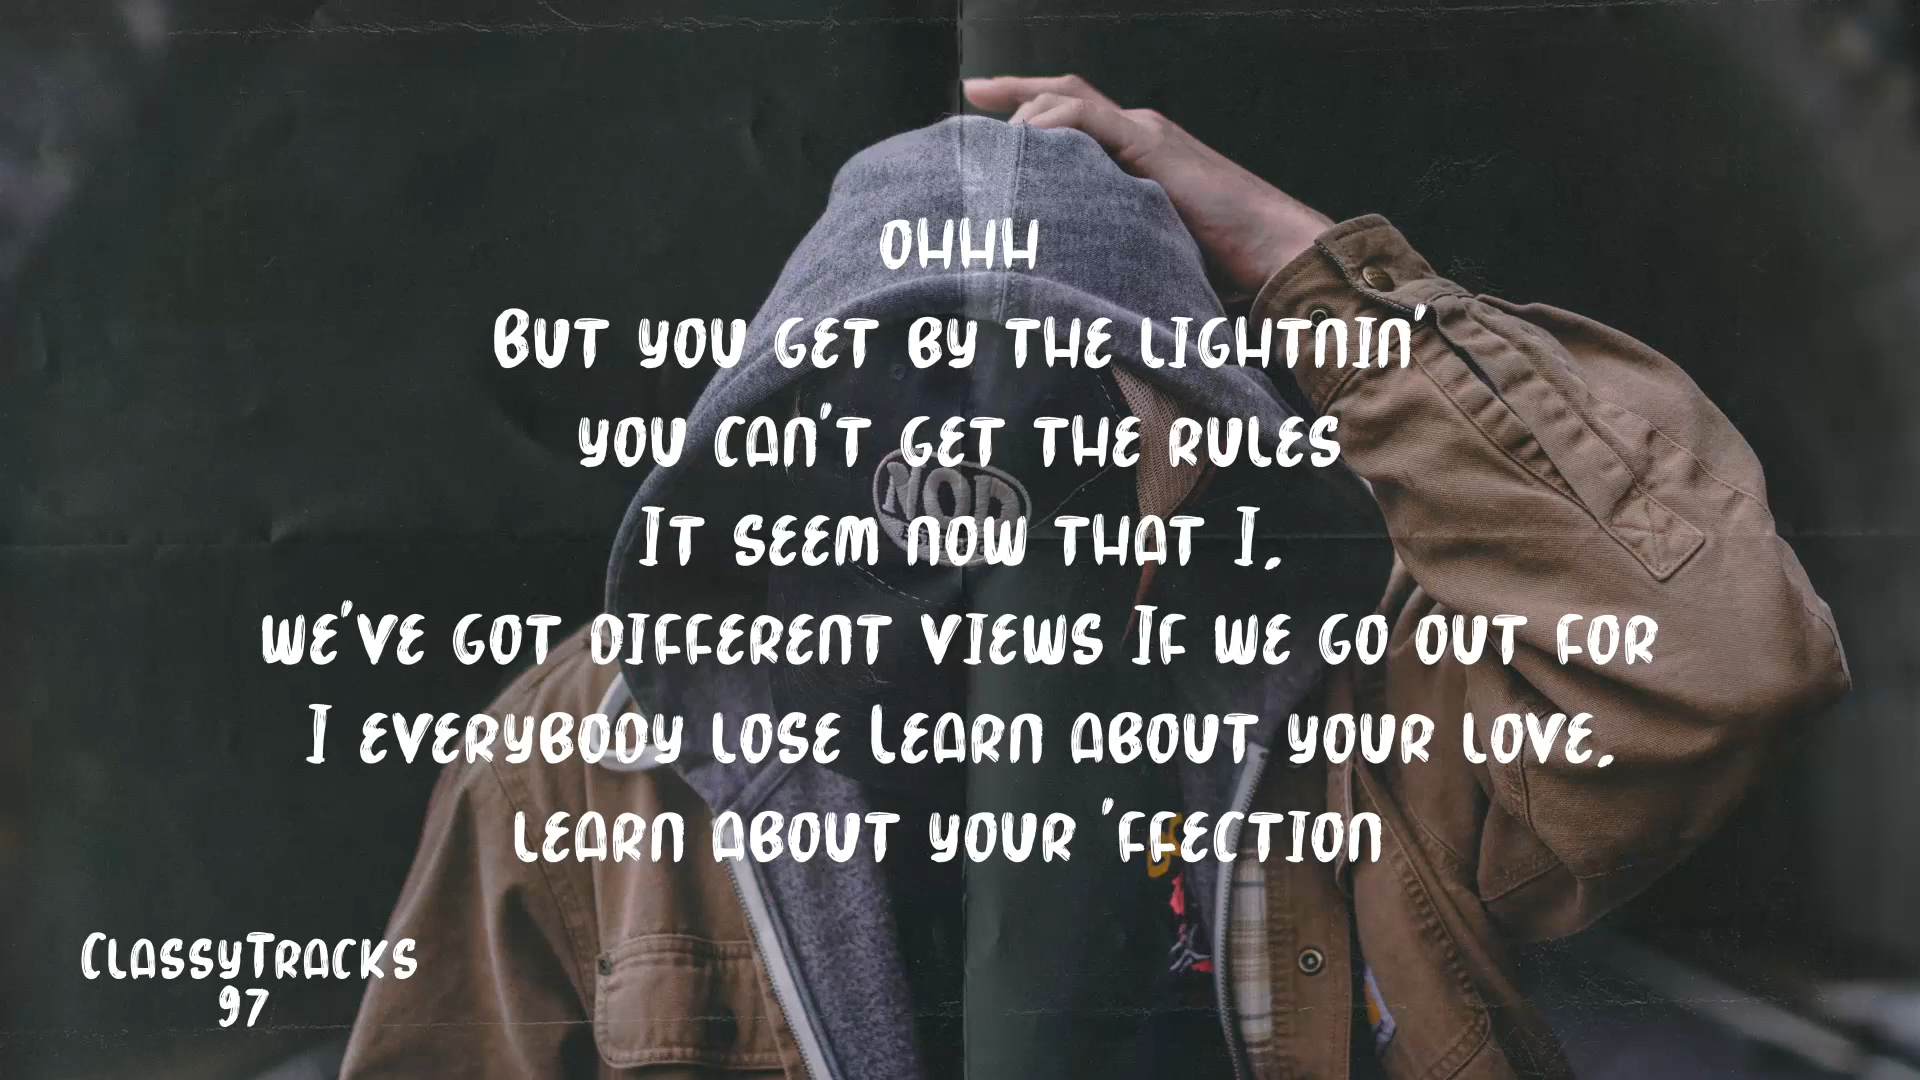 OHHH
BUT YOU GET BY THE LIGHTNIN'
YOU CAN'T GET THE RULES
IT SEEM NOW THAT I,
WE'VE GOT DIFFERENT VIEWS IF WE GO OUT FOR
I EVERYBODY LOSE LEARN ABOUT YOUR LOVE,
LEARN ABOUT YOUR 'FFECTION
NOD
CLASSYTRACKS
97